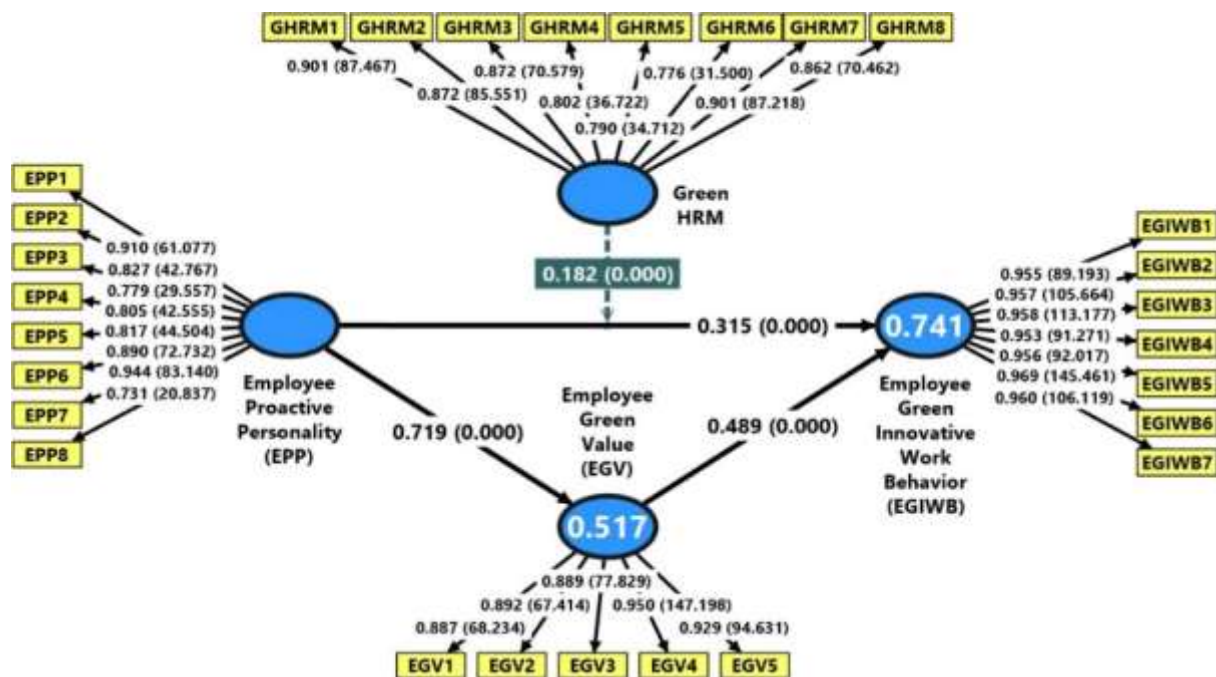 GHRM1 GHRM2 GHRM3 GHRM4 GHRM5 GHRM6 GHRM7 GHRM8
0.901 (87.467)
0.872 (70.579)
0.776 (31.500)
0.862 (70.462)
0.872 (85.551)
0.802 (36.722)
0.901 (87.218)
0.790 (34.712)
Green
HRM
0.182 (0.000)
EPP1
EPP2
EPP3
EPP4
EPP5
EPP6
EPP7
EPP8
0.910 (61.077)
0.827 (42.767)
0.779 (29.557)
0.805 (42.555)
0.817 (44.504)
0.890 (72.732)
0.944 (83.140)
0.731 (20.837)
Employee
Proactive
Personality
(EPP)
0.315 (0.000)
0.719 (0.000)
0.489 (0.000)
Employee
Green
Value
(EGV)
0.517
0.889 (77.829)
0.892 (67.414)
0.950 (147.198)
0.887 (68.234)
0.929 (94.631)
EGV1 EGV2 EGV3 EGV4 EGV5
0.741
Employee
Green
Innovative
Work
Behavior
(EGIWB)
0.955 (89.193)
0.957 (105.664)
0.958 (113.177)
0.953 (91.271)
0.956 (92.017)
0.969 (145.461)
0.960 (106.119)
EGIWB1
EGIWB2
EGIWB3
EGIWB4
EGIWB5
EGIWB6
EGIWB7